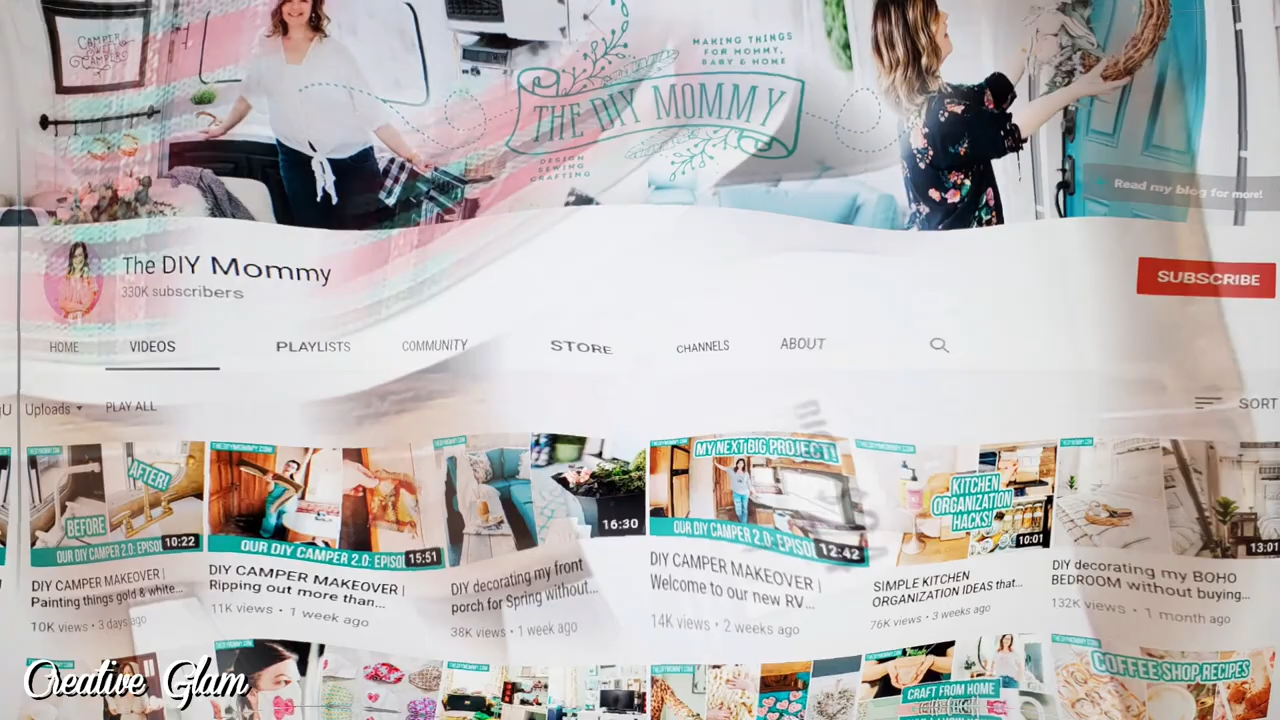 CAMPER
SWEET
CAMPER
MAKING THINGS
FOR MOMMY,
BABY & HOME
THE DIY MOMMY
DESIGN
SEWING
CRAFTING
Read my blog for more!
The DIY Mommy
330K subscribers
SUBSCRIBE
HOME
VIDEOS
PLAYLISTS
COMMUNITY
STORE
CHANNELS
ABOUT
Uploads
PLAY ALL
SORT
BEFORE
AFTER!
OUR DIY CAMPER 2.0: EPISO
10:22
THEDIYMOMMY.COM
OUR DIY CAMPER 2.0: EPISOD
15:51
16:30
MY NEXT BIG PROJECT!
OUR DIY CAMPER 2.0: EPISO
12:42
KITCHEN
ORGANIZATION
HACKS!
10:01
13:01
DIY CAMPER MAKEOVER |
Painting things gold & white...
10K views • 3 days ago
DIY CAMPER MAKEOVER |
Ripping out more than...
11K views • 1 week ago
DIY decorating my front
porch for Spring without...
38K views • 1 week ago
DIY CAMPER MAKEOVER |
Welcome to our new RV...
14K views • 2 weeks ago
SIMPLE KITCHEN
ORGANIZATION IDEAS that...
76K views • 3 weeks ago
DIY decorating my BOHO
BEDROOM without buying...
132K views • 1 month ago
CRAFT FROM HOME
COFFEE SHOP RECIPES
Creative Glam